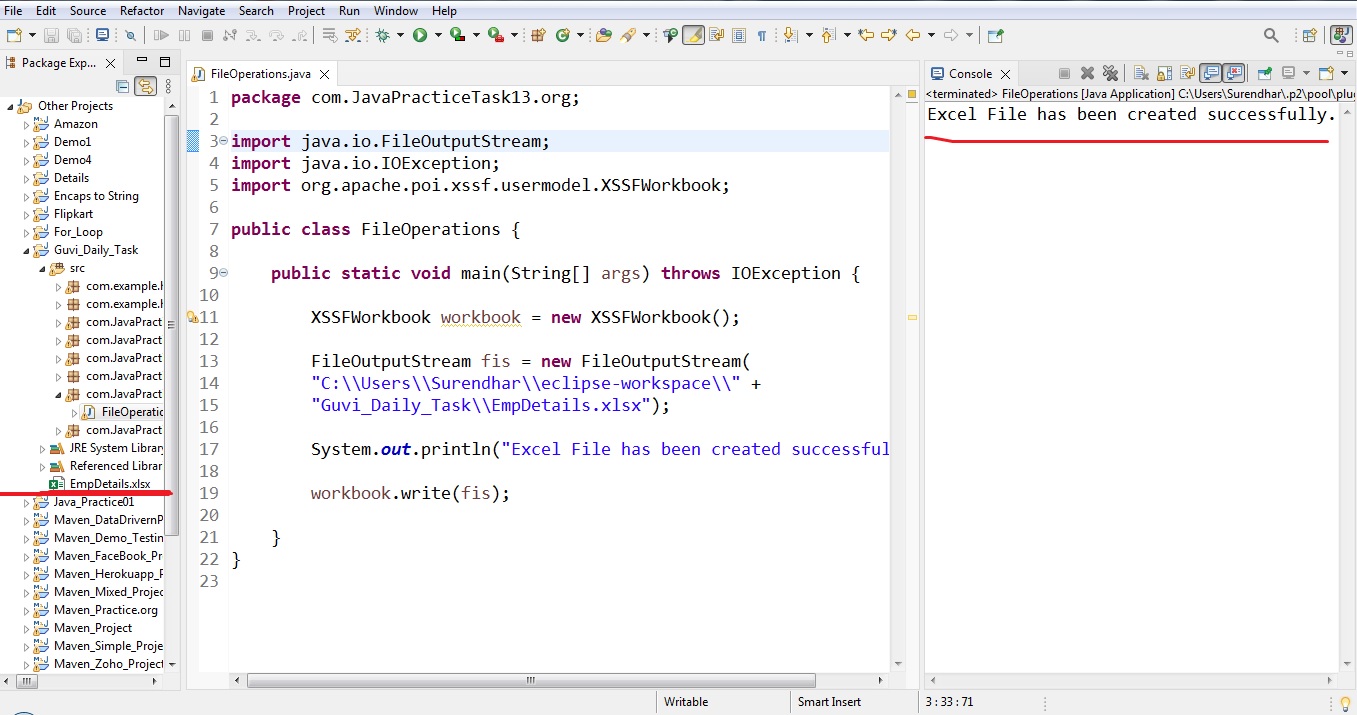 File Edit Source Refactor Navigate Search Project Run Window Help
Package Exp...
Other Projects
Amazon
Demo1
Demo4
Details
Encaps to String
Flipkart
For_Loop
Guvi_Daily_Task
src
com.example.
com.example.
com.JavaPract
com.JavaPract
com.JavaPract
com.JavaPract
com.JavaPract
FileOperatio
com.JavaPract
JRE System Library
Referenced Librar
EmpDetails.xlsx
Java_Practice01
Maven_DataDrivernP
Maven_Demo_Testin
Maven_FaceBook_Pr
Maven_Herokuapp_P
Maven_Mixed_Projec
Maven_Practice.org
Maven_Project
Maven_Simple_Proje
Maven_Zoho_Project
FileOperations.java
1 package com.JavaPracticeTask13.org;
2
3 import java.io.FileOutputStream;
4 import java.io.IOException;
5 import org.apache.poi.xssf.usermodel.XSSFWorkbook;
6
7 public class FileOperations {
8
9 public static void main(String[] args) throws IOException {
10
11 XSSFWorkbook workbook = new XSSFWorkbook();
12
13 FileOutputStream fis = new FileOutputStream(
14 "C:\\Users\\Surendhar\\eclipse-workspace\\" +
15 "Guvi_Daily_Task\\EmpDetails.xlsx");
16
17 System.out.println("Excel File has been created successful
18
19 workbook.write(fis);
20
21 }
22 }
23
Console
<terminated> FileOperations [Java Application] C:\Users\Surendhar\.p2\pool\plu
Excel File has been created successfully.
Writable
Smart Insert
3 : 33 : 71